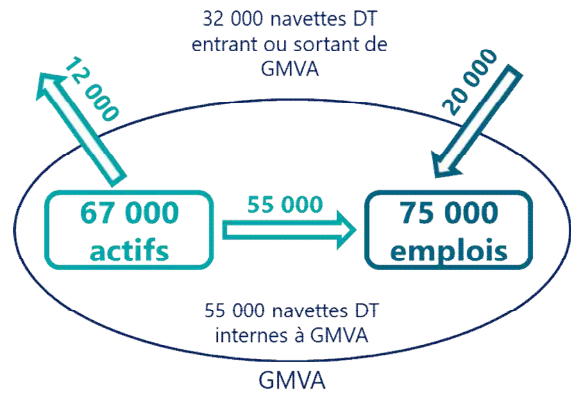 32 000 navettes DT
entrant ou sortant de
GMVA
12 000
20 000
67 000
actifs
55 000
75 000
emplois
55 000 navettes DT
internes à GMVA
GMVA